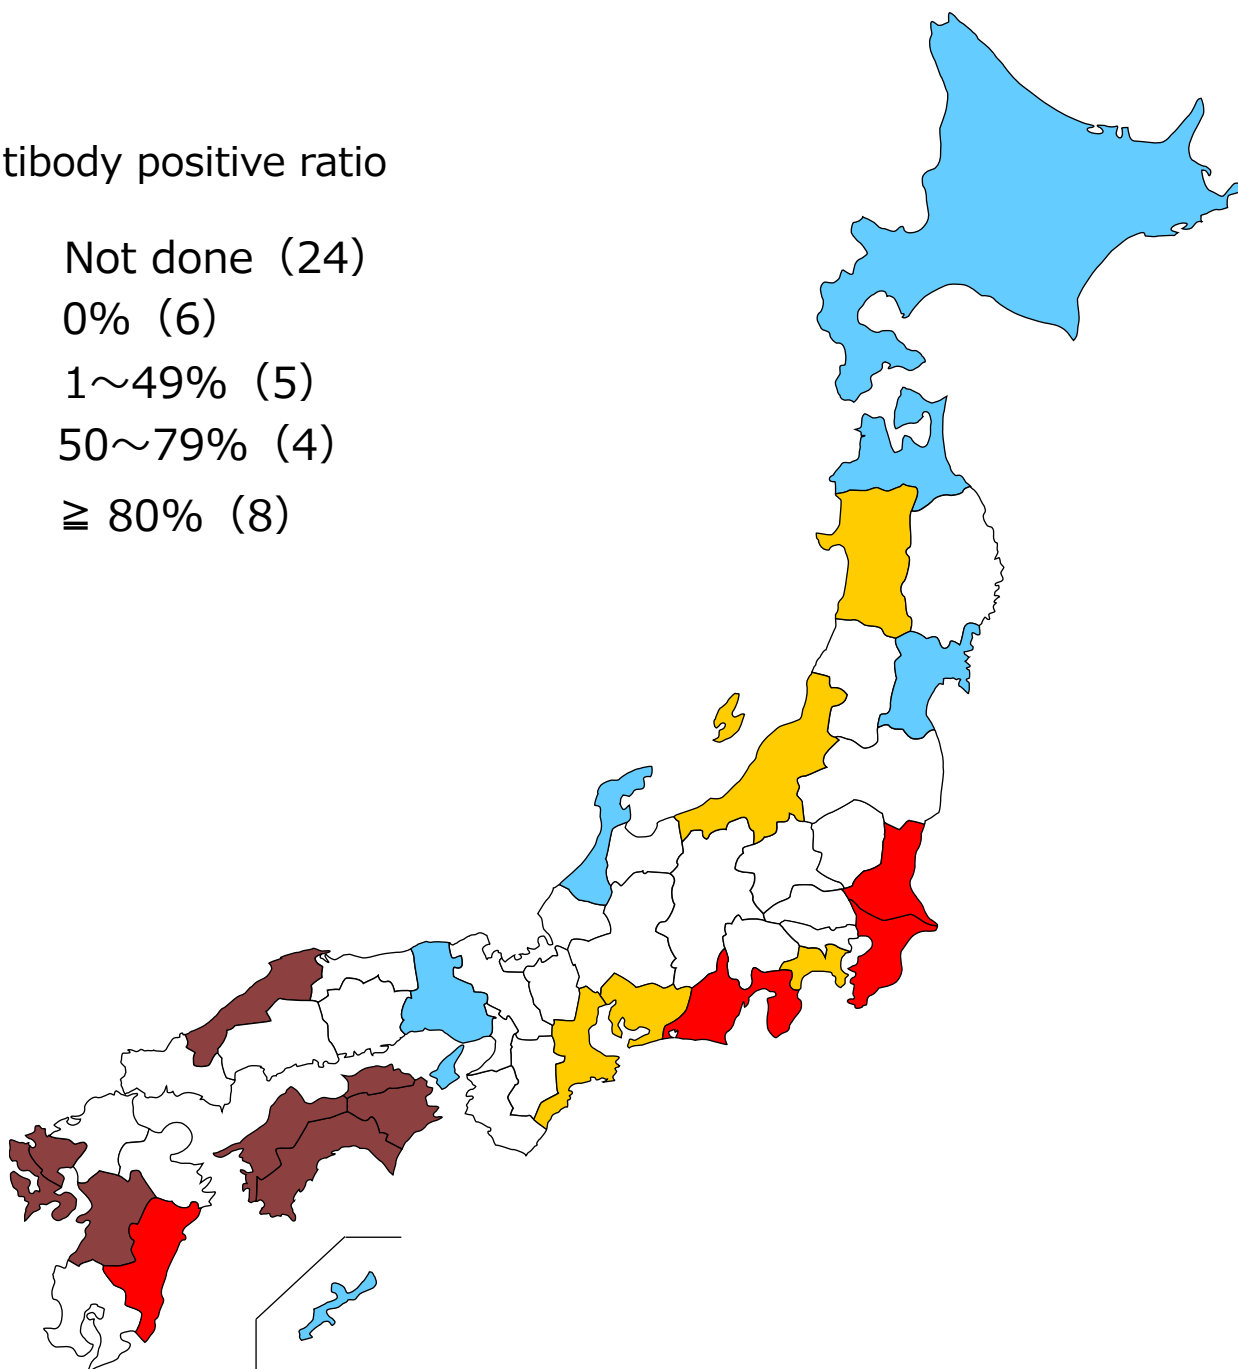 tibody positive ratio
Not done（24）
0%（6）
1～49%（5）
50～79%（4）
≧ 80%（8）